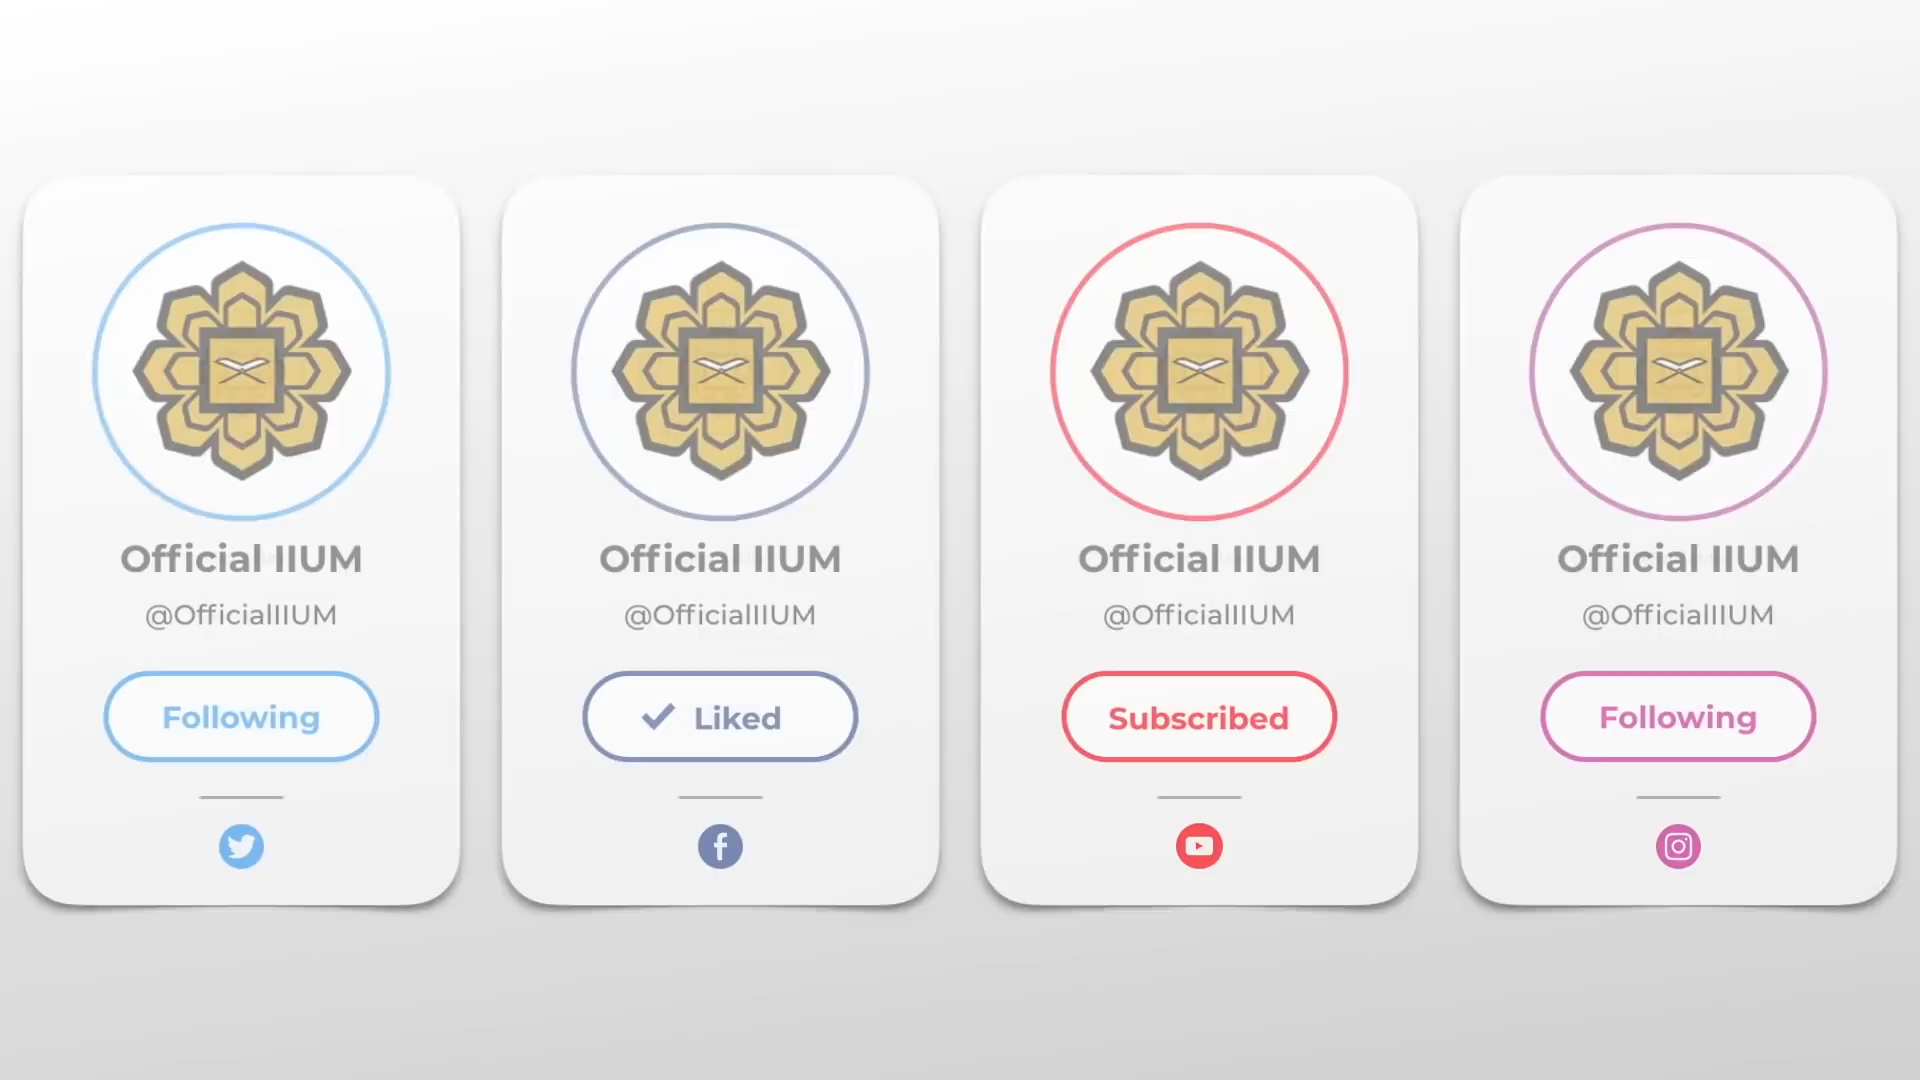 Official IIUM
@OfficialIIUM
Following
Official IIUM
@OfficialIIUM
Liked
Official IIUM
@OfficialIIUM
Subscribed
Official IIUM
@OfficialIIUM
Following